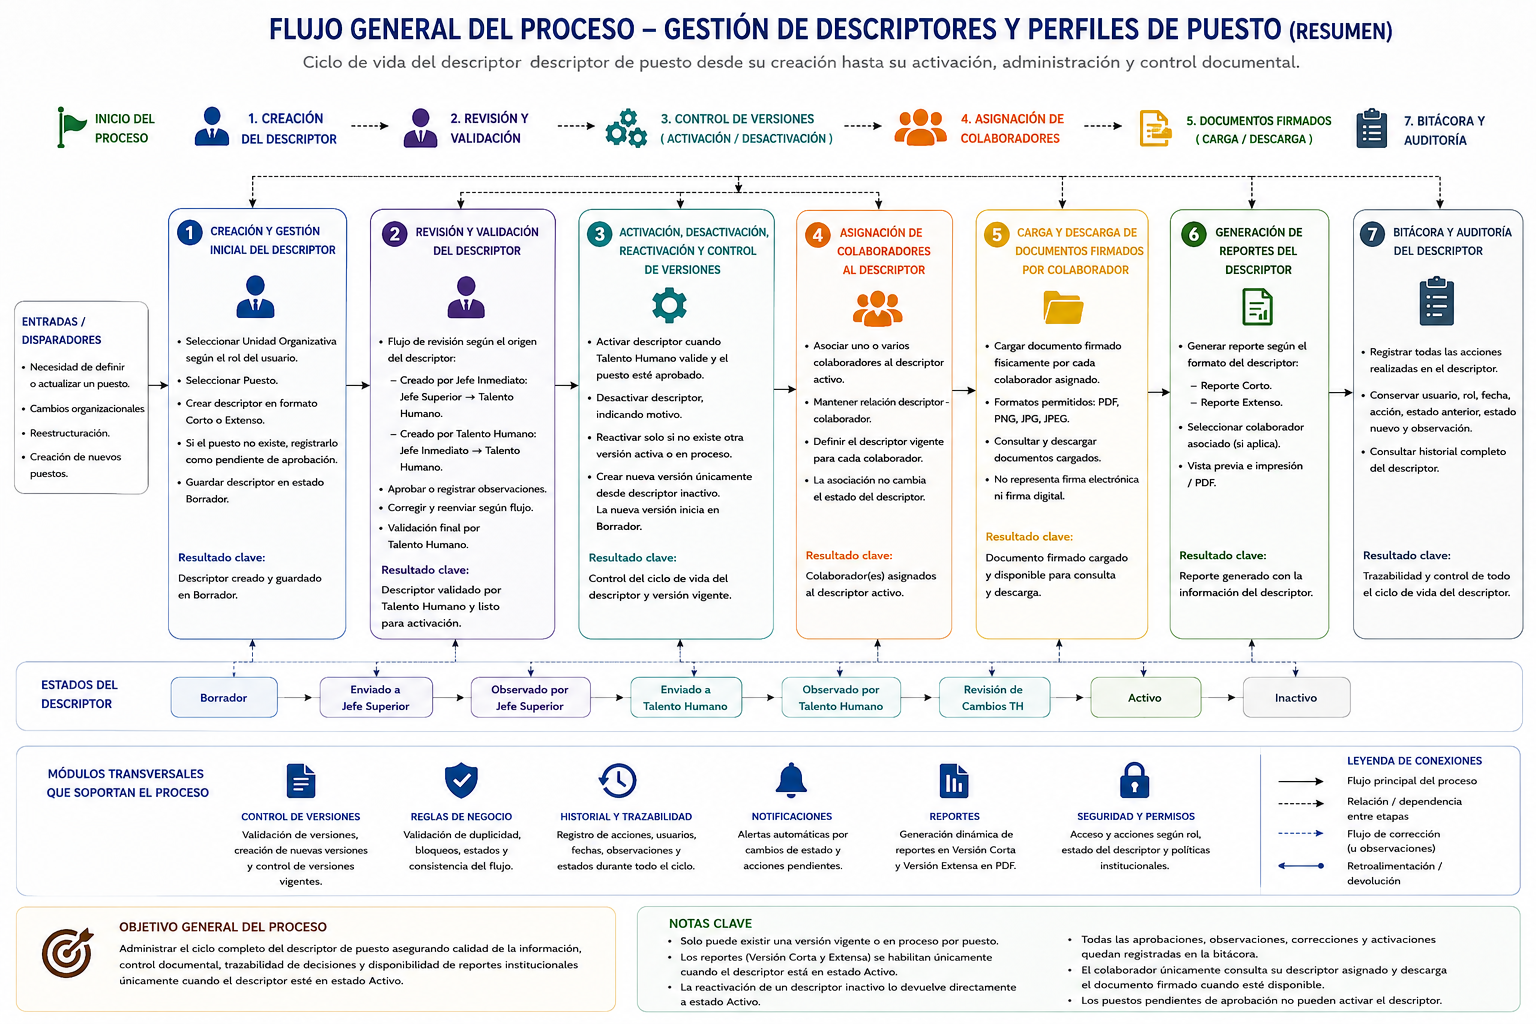 FLUJO GENERAL DEL PROCESO – GESTIÓN DE DESCRIPTORES Y PERFILES DE PUESTO (RESUMEN)
Ciclo de vida del descriptor descriptor de puesto desde su creación hasta su activación, administración y control documental.
INICIO DEL
PROCESO
1. CREACIÓN
DEL DESCRIPTOR
2. REVISIÓN Y
VALIDACIÓN
3. CONTROL DE VERSIONES
( ACTIVACIÓN / DESACTIVACIÓN )
4. ASIGNACIÓN DE
COLABORADORES
5. DOCUMENTOS FIRMADOS
( CARGA / DESCARGA )
7. BITÁCORA Y
AUDITORÍA
ENTRADAS /
DISPARADORES
• Necesidad de definir
o actualizar un puesto.
• Cambios organizacionales
• Reestructuración.
• Creación de nuevos
puestos.
1 CREACIÓN Y GESTIÓN
INICIAL DEL DESCRIPTOR
• Seleccionar Unidad Organizativa
según el rol del usuario.
• Seleccionar Puesto.
• Crear descriptor en formato
Corto o Extenso.
• Si el puesto no existe, registrarlo
como pendiente de aprobación.
• Guardar descriptor en estado
Borrador.
Resultado clave:
Descriptor creado y guardado
en Borrador.
2 REVISIÓN Y VALIDACIÓN
DEL DESCRIPTOR
• Flujo de revisión según el origen
del descriptor:
– Creado por Jefe Inmediato:
Jefe Superior → Talento
Humano.
– Creado por Talento Humano:
Jefe Inmediato → Talento
Humano.
• Aprobar o registrar observaciones.
• Corregir y reenviar según flujo.
• Validación final por
Talento Humano.
Resultado clave:
Descriptor validado por
Talento Humano y listo
para activación.
3 ACTIVACIÓN, DESACTIVACIÓN,
REACTIVACIÓN Y CONTROL
DE VERSIONES
• Activar descriptor cuando
Talento Humano valide y el
puesto esté aprobado.
• Desactivar descriptor,
indicando motivo.
• Reactivar solo si no existe otra
versión activa o en proceso.
• Crear nueva versión únicamente
desde descriptor inactivo.
La nueva versión inicia en
Borrador.
Resultado clave:
Control del ciclo de vida del
descriptor y versión vigente.
4 ASIGNACIÓN DE
COLABORADORES
AL DESCRIPTOR
• Asociar uno o varios
colaboradores al descriptor
activo.
• Mantener relación descriptor-
colaborador.
• Definir el descriptor vigente
para cada colaborador.
• La asociación no cambia
el estado del descriptor.
Resultado clave:
Colaborador(es) asignados
al descriptor activo.
5 CARGA Y DESCARGA DE
DOCUMENTOS FIRMADOS
POR COLABORADOR
• Cargar documento firmado
físicamente por cada
colaborador asignado.
• Formatos permitidos: PDF,
PNG, JPG, JPEG.
• Consultar y descargar
documentos cargados.
• No representa firma electrónica
ni firma digital.
Resultado clave:
Documento firmado cargado
y disponible para consulta
y descarga.
6 GENERACIÓN DE
REPORTES DEL
DESCRIPTOR
• Generar reporte según el
formato del descriptor:
– Reporte Corto.
– Reporte Extenso.
• Seleccionar colaborador
asociado (si aplica).
• Vista previa e impresión
/ PDF.
Resultado clave:
Reporte generado con la
información del descriptor.
7 BITÁCORA Y AUDITORÍA
DEL DESCRIPTOR
• Registrar todas las acciones
realizadas en el descriptor.
• Conservar usuario, rol, fecha,
acción, estado anterior, estado
nuevo y observación.
• Consultar historial completo
del descriptor.
Resultado clave:
Trazabilidad y control de todo
el ciclo de vida del descriptor.
ESTADOS DEL
DESCRIPTOR
Borrador
Enviado a
Jefe Superior
Observado por
Jefe Superior
Enviado a
Talento Humano
Observado por
Talento Humano
Revisión de
Cambios TH
Activo
Inactivo
MÓDULOS TRANSVERSALES
QUE SOPORTAN EL PROCESO
CONTROL DE VERSIONES
Validación de versiones,
creación de nuevas versiones
y control de versiones
vigentes.
REGLAS DE NEGOCIO
Validación de duplicidad,
bloqueos, estados y
consistencia del flujo.
HISTORIAL Y TRAZABILIDAD
Registro de acciones, usuarios,
fechas, observaciones y
estados durante todo el ciclo.
NOTIFICACIONES
Alertas automáticas por
cambios de estado y
acciones pendientes.
REPORTES
Generación dinámica de
reportes en Versión Corta
y Versión Extensa en PDF.
SEGURIDAD Y PERMISOS
Acceso y acciones según rol,
estado del descriptor y políticas
institucionales.
LEYENDA DE CONEXIONES
Flujo principal del proceso
Relación / dependencia
entre etapas
Flujo de corrección
(u observaciones)
Retroalimentación /
devolución
OBJETIVO GENERAL DEL PROCESO
Administrar el ciclo completo del descriptor de puesto asegurando calidad de la información,
control documental, trazabilidad de decisiones y disponibilidad de reportes institucionales
únicamente cuando el descriptor esté en estado Activo.
NOTAS CLAVE
• Solo puede existir una versión vigente o en proceso por puesto.
• Los reportes (Versión Corta y Extensa) se habilitan únicamente
cuando el descriptor está en estado Activo.
• La reactivación de un descriptor inactivo lo devuelve directamente
a estado Activo.
• Todas las aprobaciones, observaciones, correcciones y activaciones
quedan registradas en la bitácora.
• El colaborador únicamente consulta su descriptor asignado y descarga
el documento firmado cuando esté disponible.
• Los puestos pendientes de aprobación no pueden activar el descriptor.